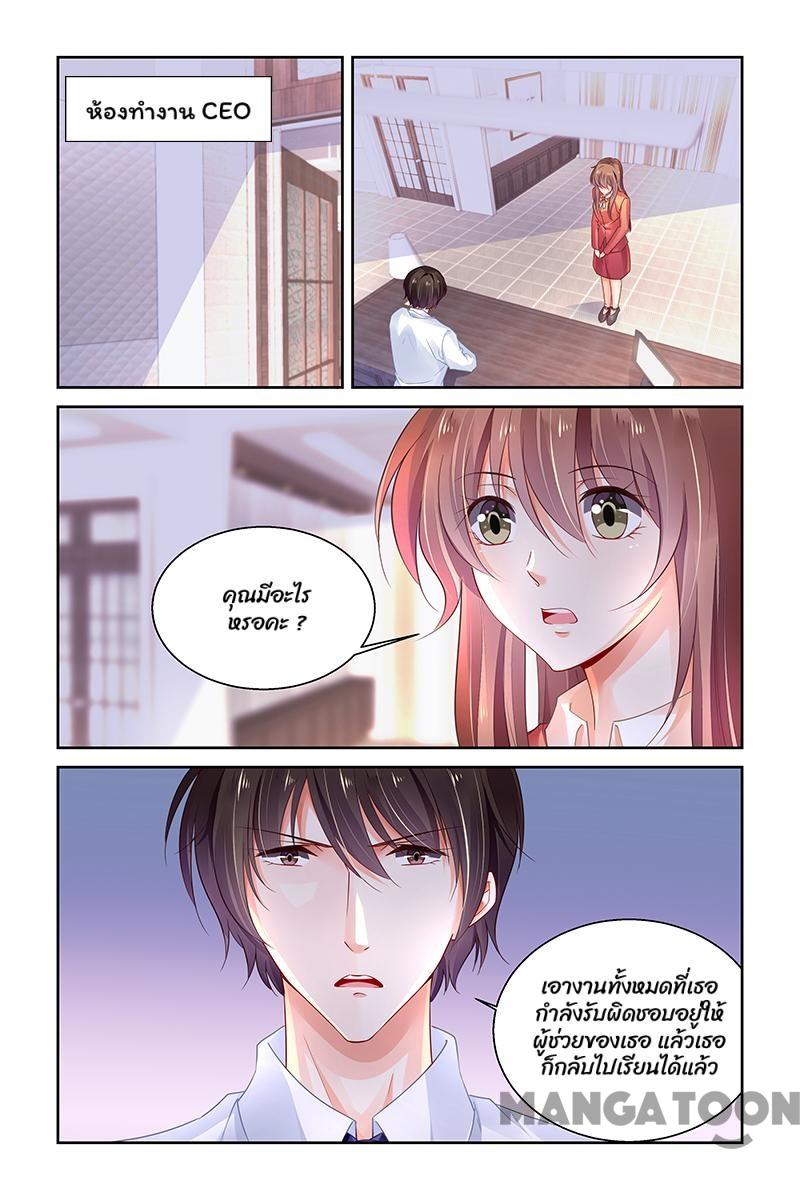 ห้องทำงาน CEO
คุณมีอะไร
หรอคะ ?
เอางานทั้งหมดที่เธอ
กำลังรับผิดชอบอยู่ให้
ผู้ช่วยของเธอ แล้วเธอ
ก็กลับไปเรียนได้แล้ว
MANGATOON